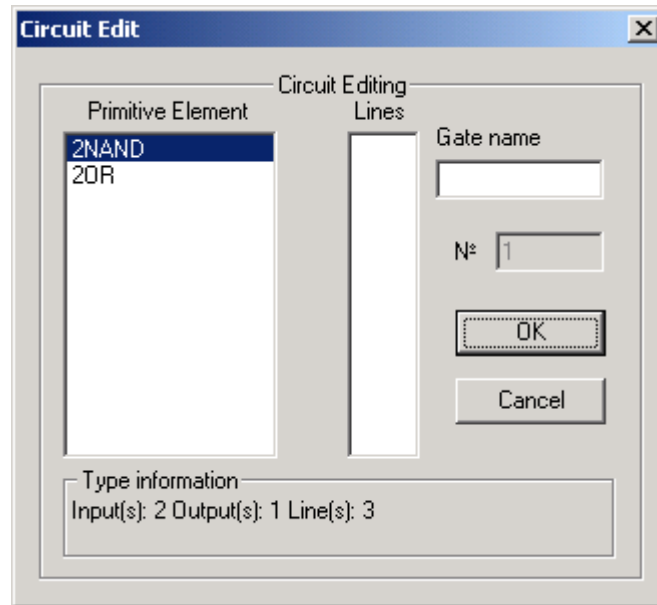 Circuit Edit
Circuit Editing
Primitive Element
Lines
2NAND
2OR
Gate name
№ 1
OK
Cancel
Type information
Input(s): 2 Output(s): 1 Line(s): 3